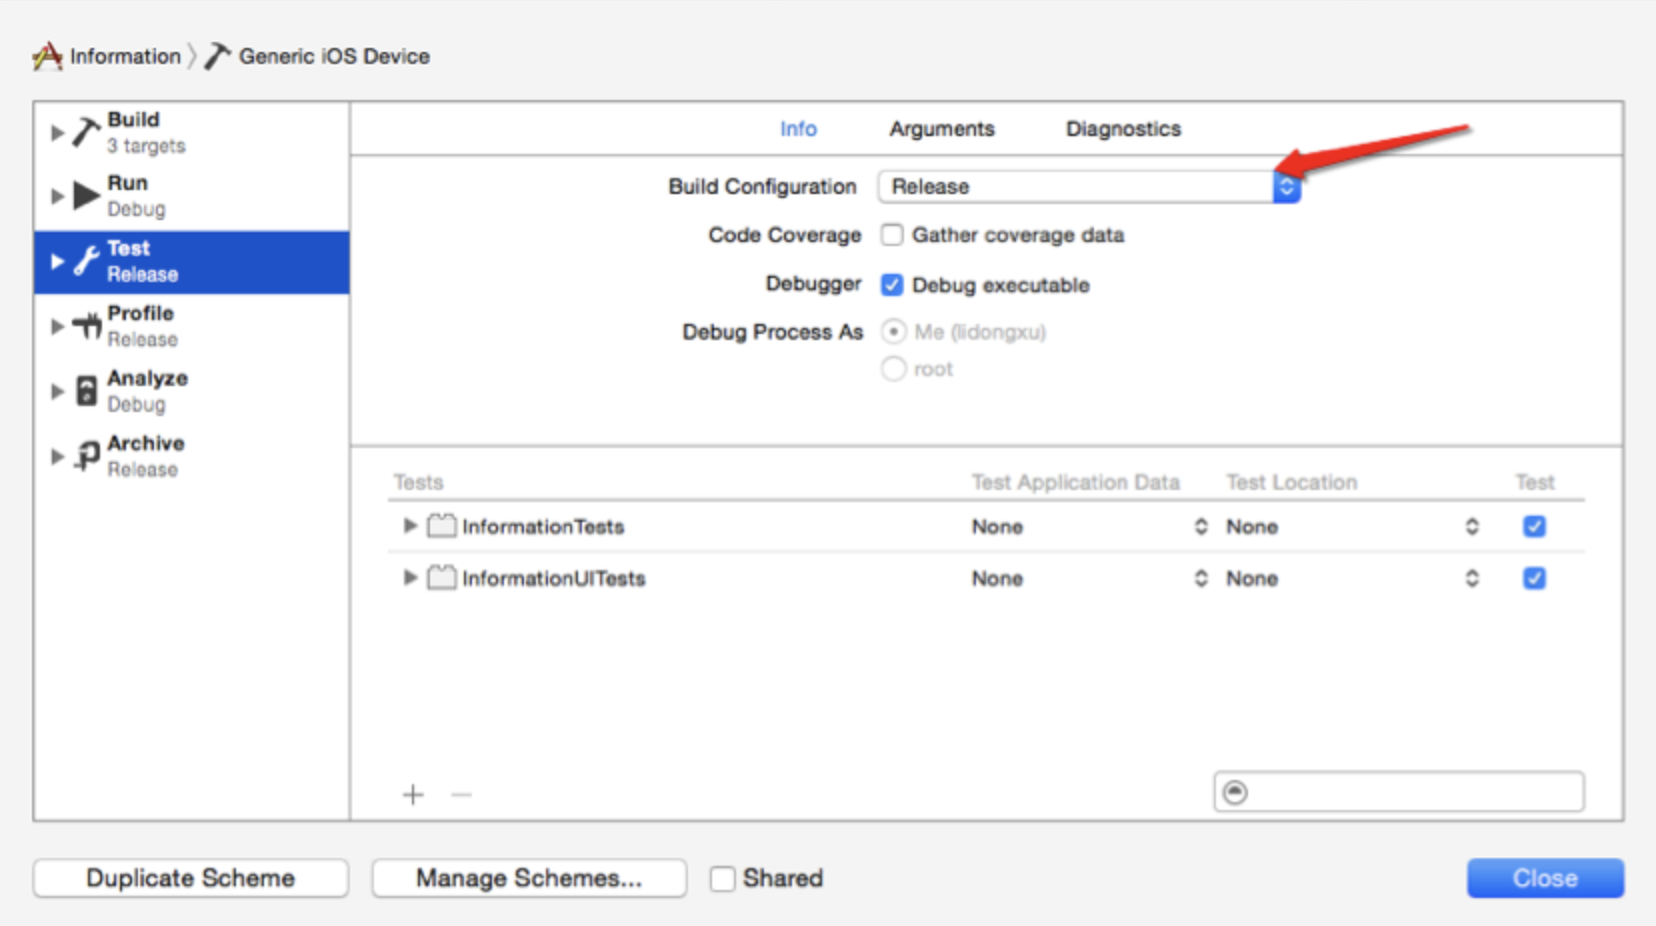 Information 〉 Generic iOS Device
Build
3 targets
Run
Debug
Test
Release
Profile
Release
Analyze
Debug
Archive
Release
Info Arguments Diagnostics
Build Configuration Release
Code Coverage Gather coverage data
Debugger Debug executable
Debug Process As Me (lidongxu)
root
Tests Test Application Data Test Location Test
InformationTests None None
InformationUITests None None
Duplicate Scheme Manage Schemes... Shared Close